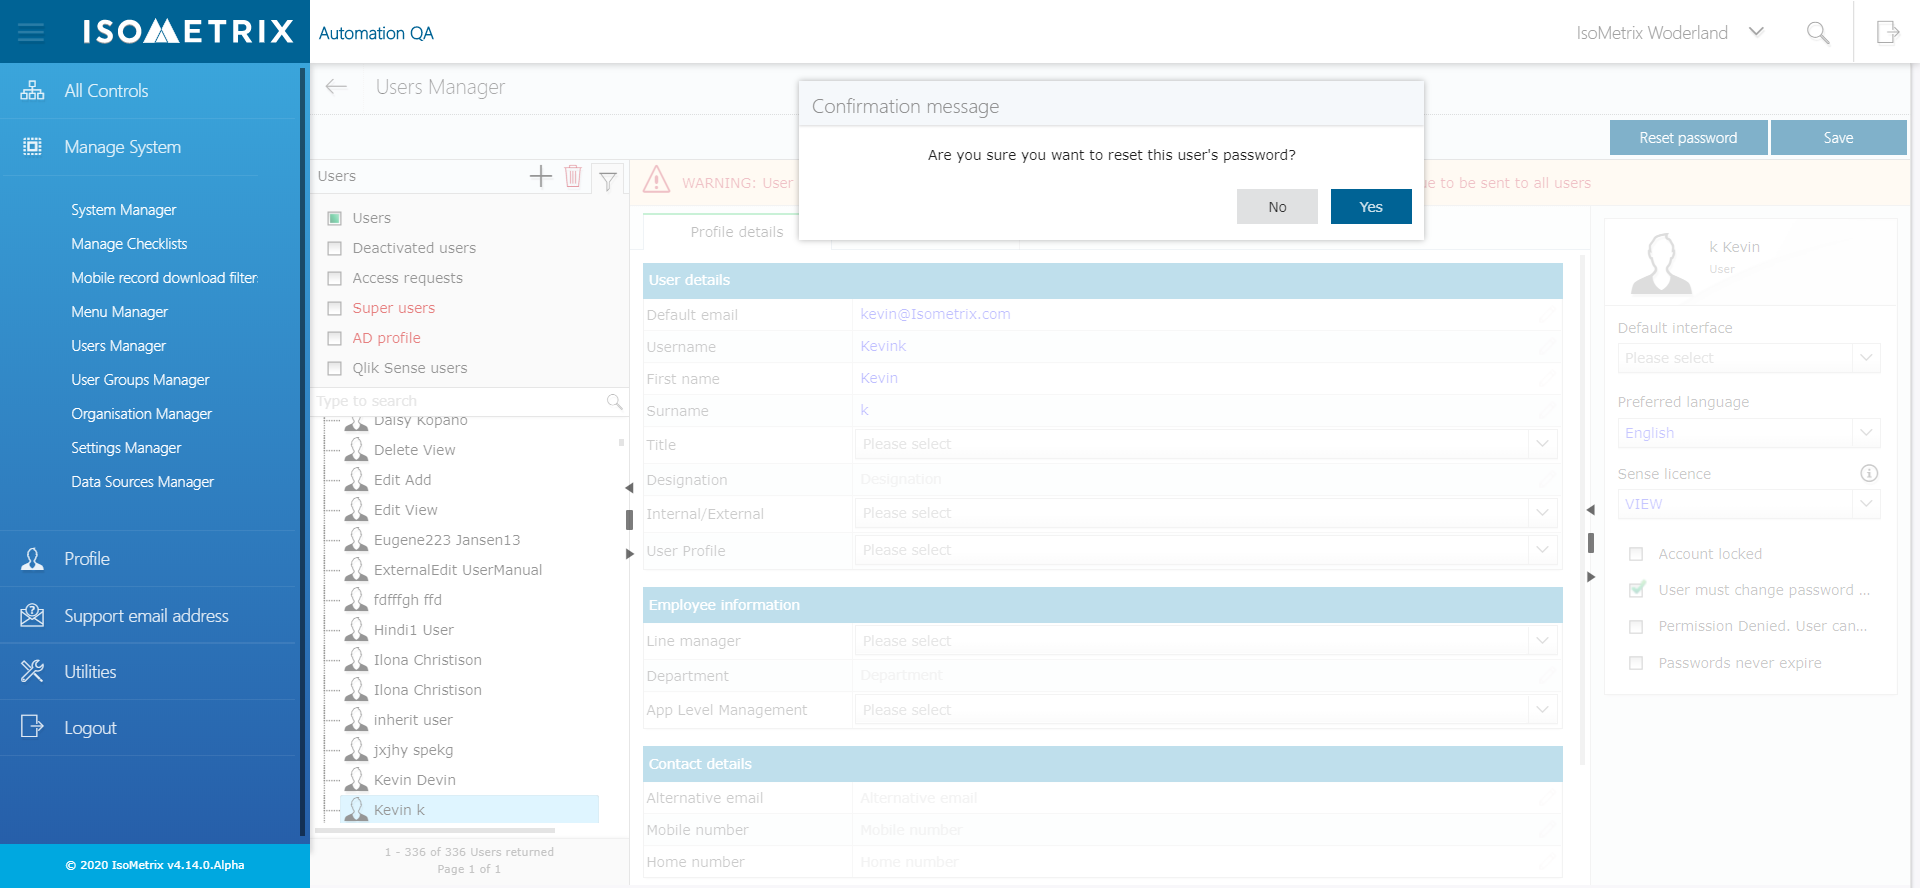 ISOMETRIX
Automation QA
IsoMetrix Woderland
All Controls
Manage System
System Manager
Manage Checklists
Mobile record download filter
Menu Manager
Users Manager
User Groups Manager
Organisation Manager
Settings Manager
Data Sources Manager
Profile
Support email address
Utilities
Logout
© 2020 IsoMetrix v4.14.0.Alpha
Users Manager
Confirmation message
Are you sure you want to reset this user's password?
No
Yes
Reset password
Save
Users
Users
Deactivated users
Access requests
Super users
AD profile
Qlik Sense users
Type to search
Daisy Kopano
Delete View
Edit Add
Edit View
Eugene223 Jansen13
ExternalEdit UserManual
fdfffgh ffd
Hindi1 User
Ilona Christison
Ilona Christison
inherit user
jxjhy spekg
Kevin Devin
Kevin k
1 - 336 of 336 Users returned
Page 1 of 1
WARNING: User
ue to be sent to all users
Profile details
User details
Default email kevin@Isometrix.com
Username Kevink
First name Kevin
Surname k
Title Please select
Designation Designation
Internal/External Please select
User Profile Please select
Employee information
Line manager Please select
Department Department
App Level Management Please select
Contact details
Alternative email Alternative email
Mobile number Mobile number
Home number Home number
k Kevin
User
Default interface
Please select
Preferred language
English
Sense licence
VIEW
Account locked
User must change password ...
Permission Denied. User can...
Passwords never expire